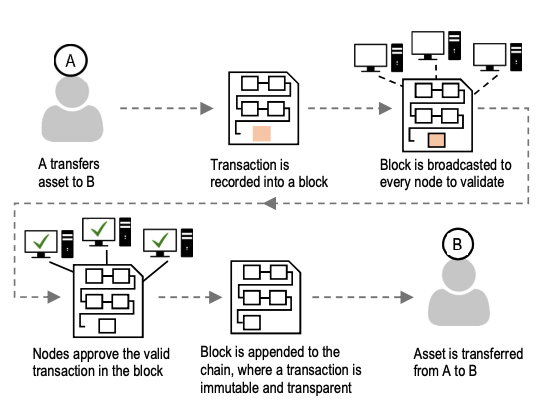 A
A transfers
asset to B
Transaction is
recorded into a block
Block is broadcasted to
every node to validate
Nodes approve the valid
transaction in the block
Block is appended to the
chain, where a transaction is
immutable and transparent
B
Asset is transferred
from A to B